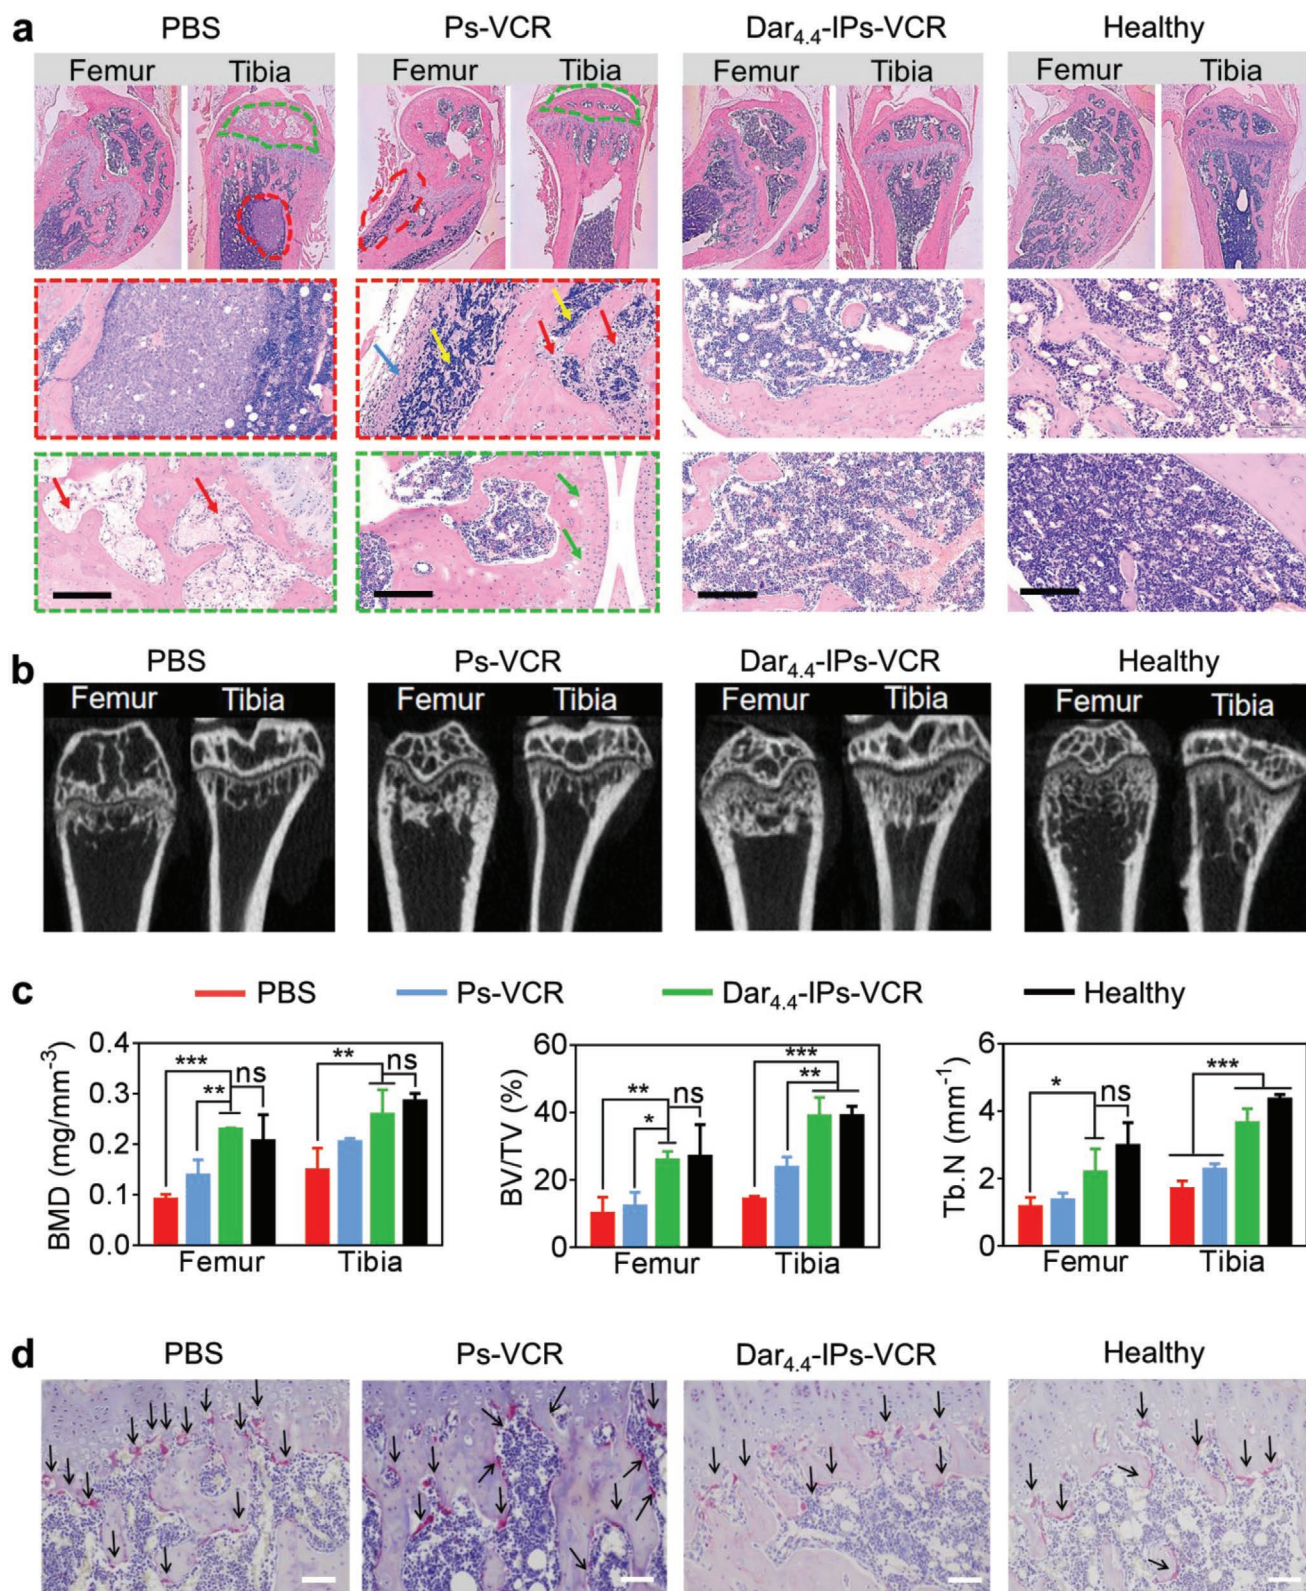 a PBS Ps-VCR Dar4.4-IPs-VCR Healthy
Femur Tibia Femur Tibia Femur Tibia Femur Tibia
b PBS Ps-VCR Dar4.4-IPs-VCR Healthy
Femur Tibia Femur Tibia Femur Tibia Femur Tibia
c PBS Ps-VCR Dar4.4-IPs-VCR Healthy
BMD (mg/mm-3)
0.4
0.3
0.2
0.1
0.0
***
**
ns
**
ns
Femur Tibia
BV/TV (%)
60
40
20
0
**
*
ns
***
**
Femur Tibia
Tb.N (mm-1)
6
4
2
0
*
ns
***
Femur Tibia
d PBS Ps-VCR Dar4.4-IPs-VCR Healthy